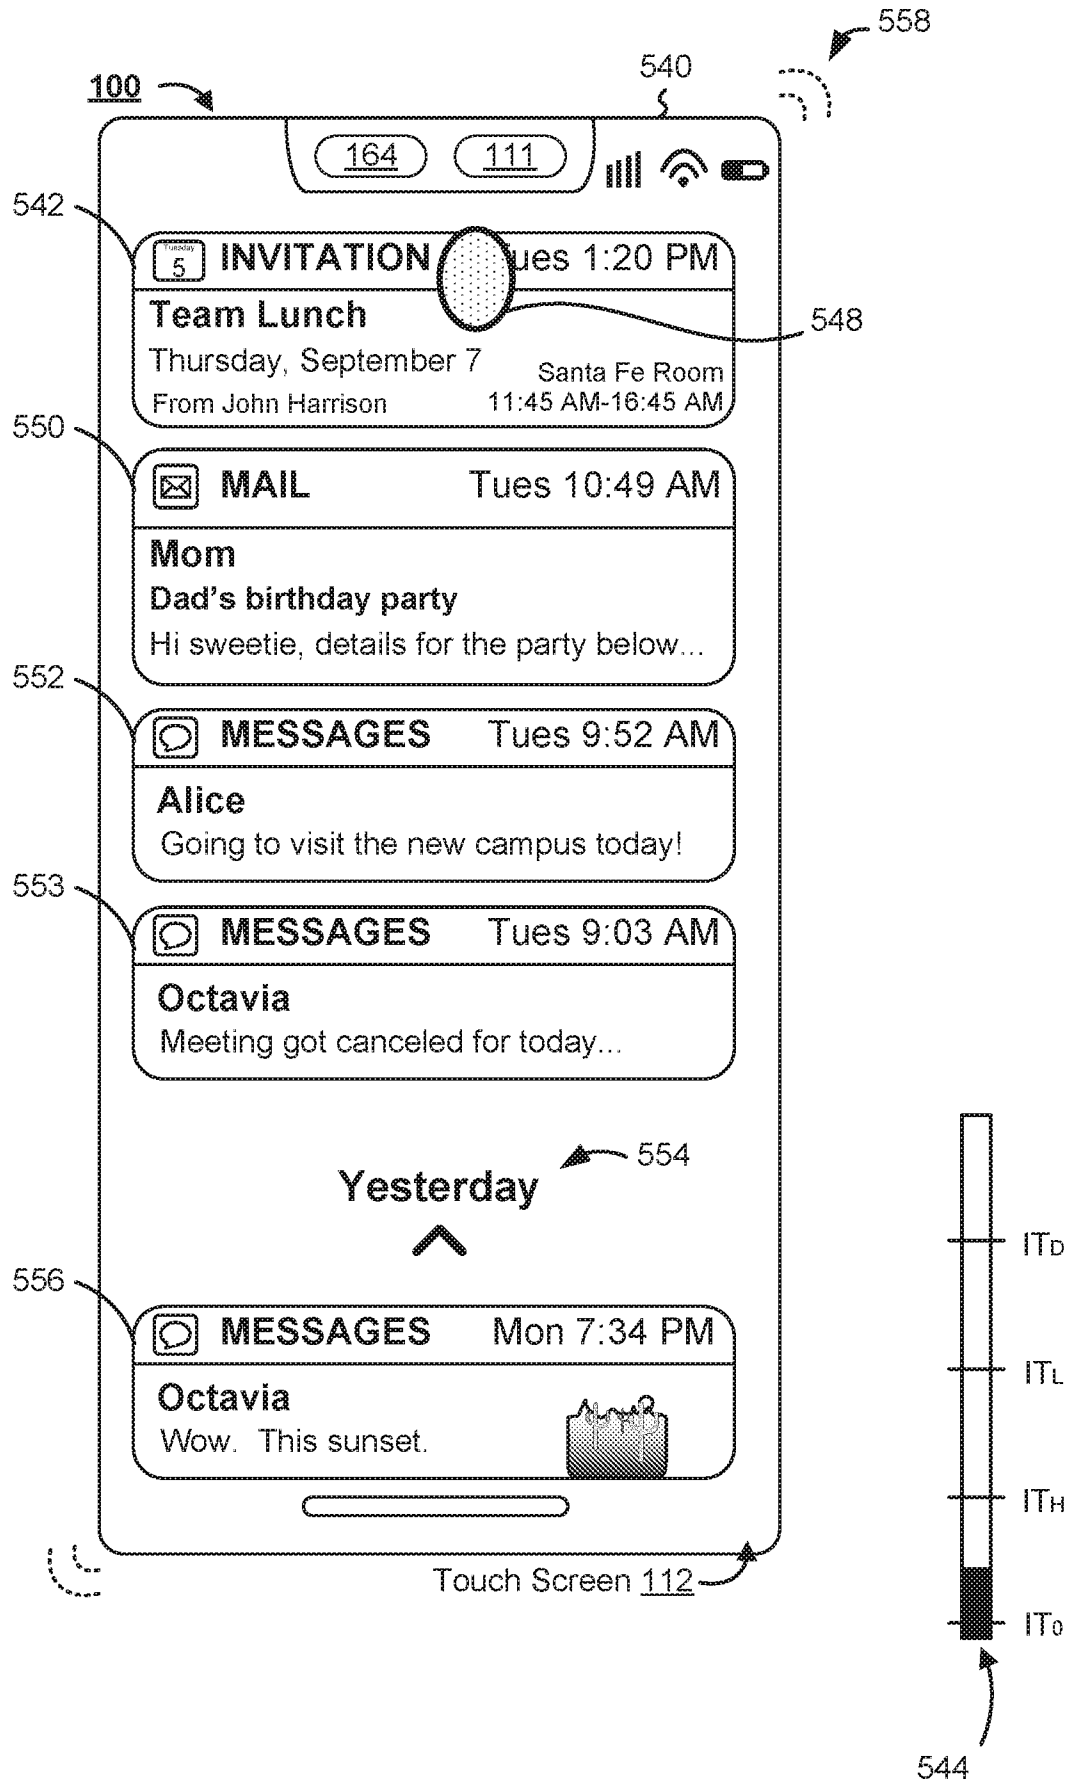 558
540
100
164 111
542
Tuesday
5 INVITATION ues 1:20 PM
Team Lunch
548
Thursday, September 7
Santa Fe Room
From John Harrison
11:45 AM-16:45 AM
550
MAIL Tues 10:49 AM
Mom
Dad's birthday party
Hi sweetie, details for the party below...
552
MESSAGES Tues 9:52 AM
Alice
Going to visit the new campus today!
553
MESSAGES Tues 9:03 AM
Octavia
Meeting got canceled for today...
554
Yesterday
ITD
556
MESSAGES Mon 7:34 PM
ITL
Octavia
Wow. This sunset.
ITH
Touch Screen 112
IT0
544